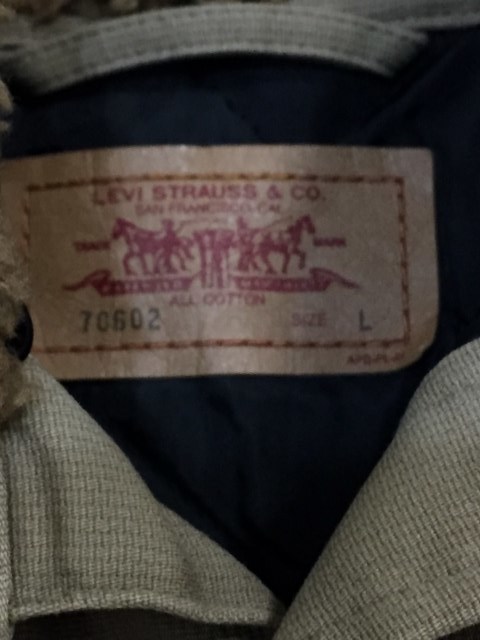 LEVI STRAUSS & CO.
SAN FRANCISCO, CAL.
TRADE MARK
ALL COTTON
70602 SIZE L